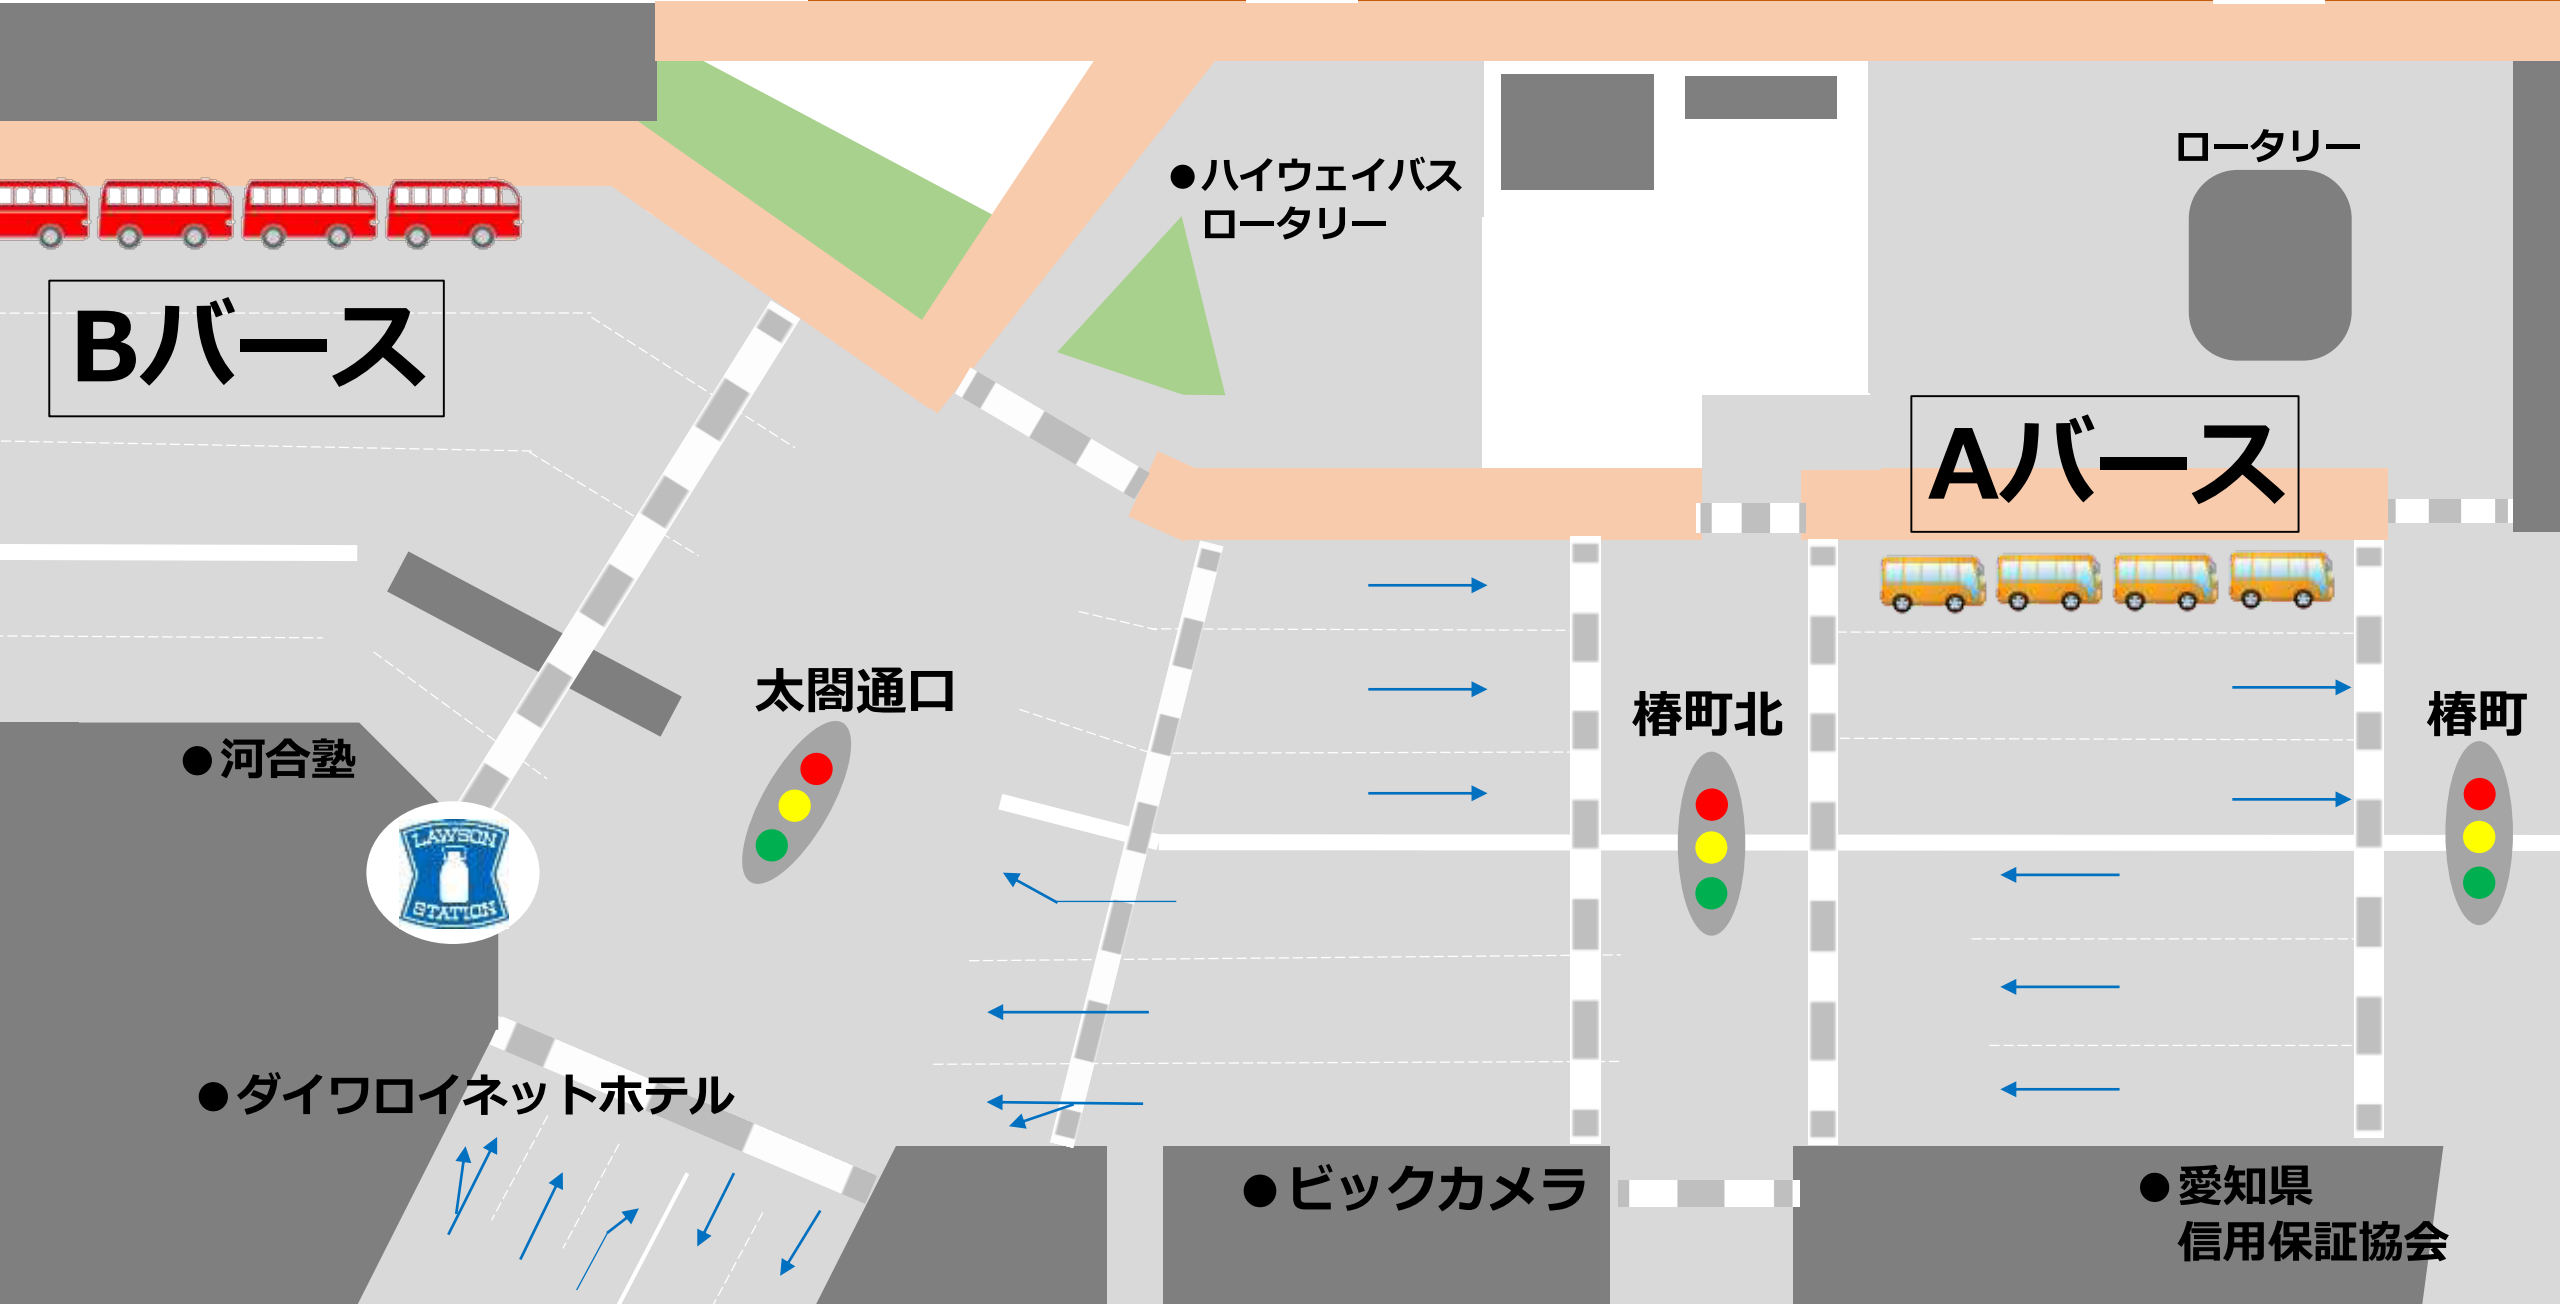 ロータリー
●ハイウェイバス
ロータリー
Bバース
Aバース
太閤通口
椿町北
椿町
●河合塾
LAWSON
STATION
●ダイワロイネットホテル
●ビックカメラ
●愛知県
信用保証協会